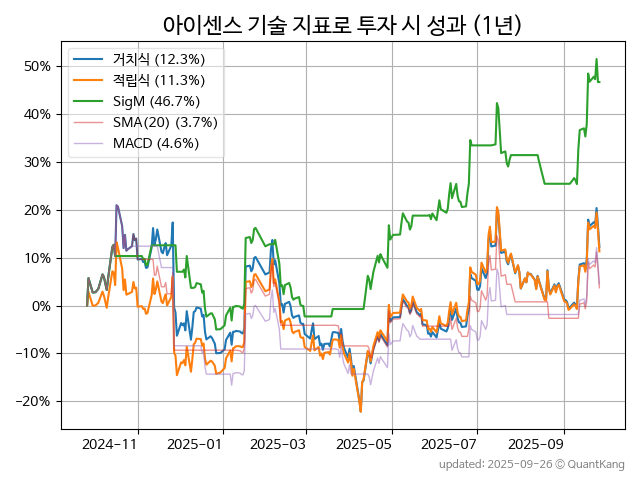 아이센스 기술 지표로 투자 시 성과 (1년)
거치식 (12.3%)
적립식 (11.3%)
SigM (46.7%)
SMA(20) (3.7%)
MACD (4.6%)
50%
40%
30%
20%
10%
0%
−10%
−20%
2024-11 2025-01 2025-03 2025-05 2025-07 2025-09
updated: 2025-09-26 © QuantKang